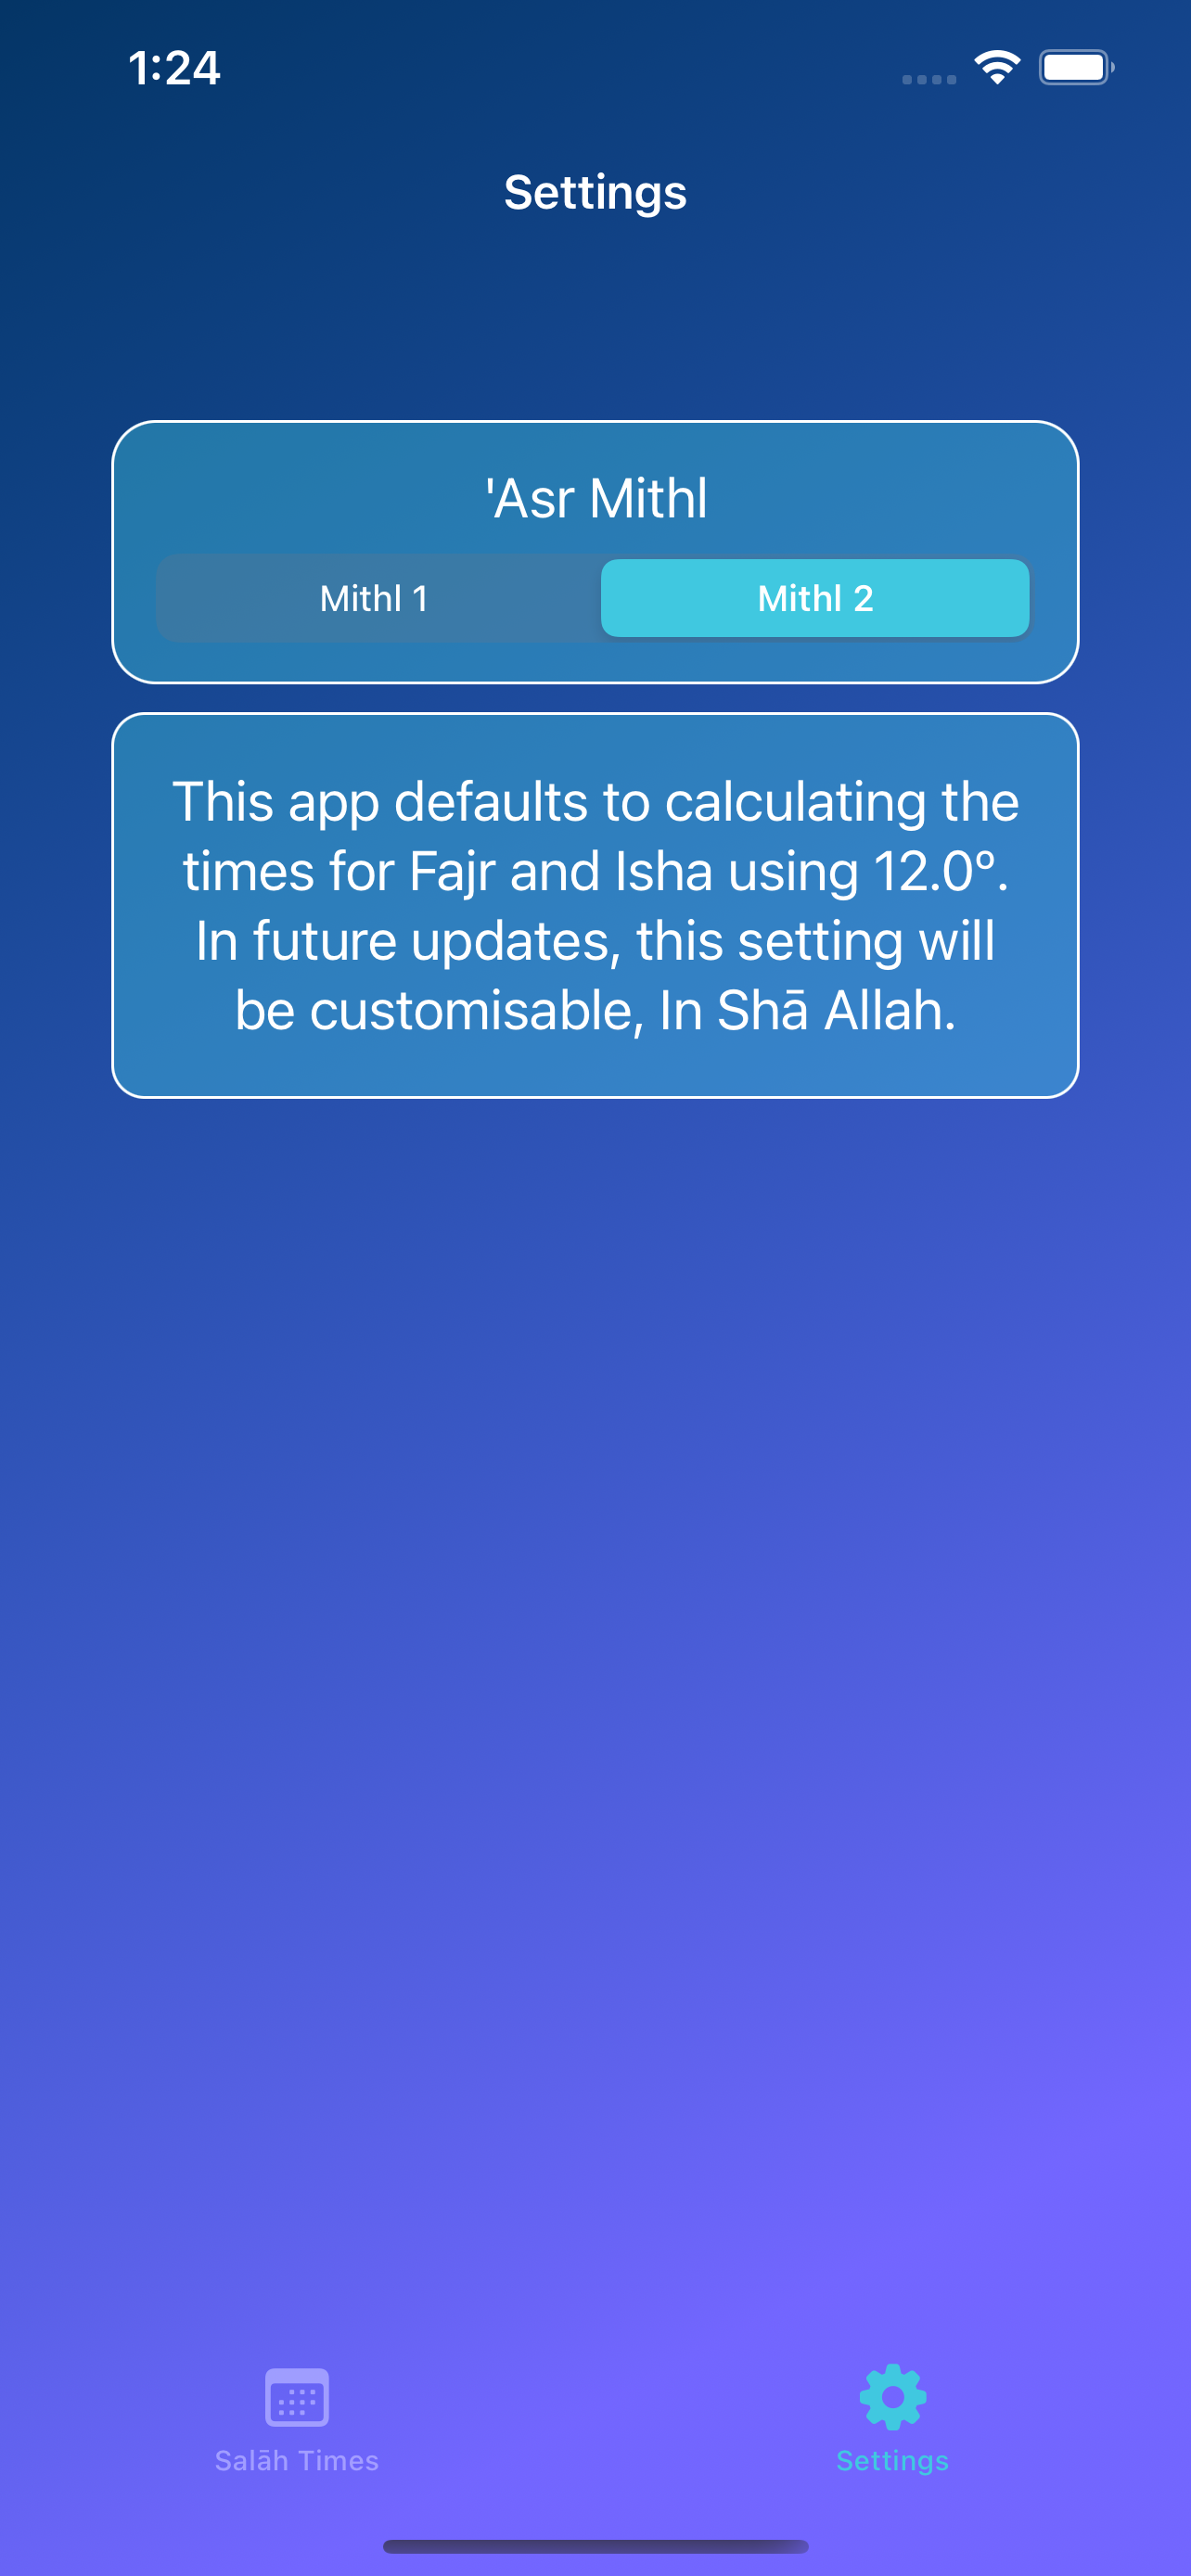 1:24
Settings
'Asr Mithl
Mithl 1
Mithl 2
This app defaults to calculating the
times for Fajr and Isha using 12.0º.
In future updates, this setting will
be customisable, In Shā Allah.
Salāh Times
Settings